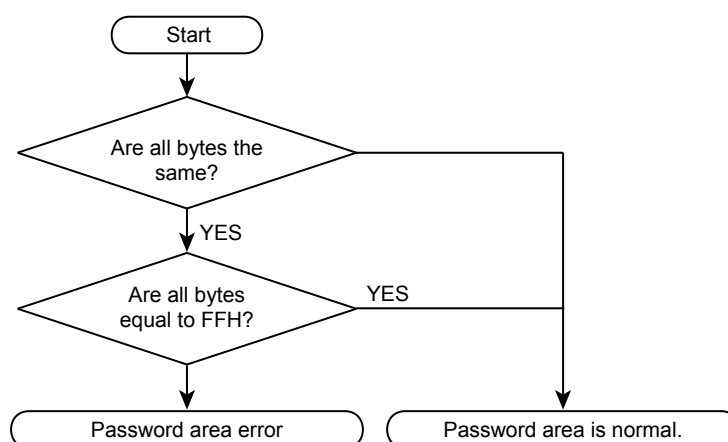 Start
Are all bytes the
same?
YES
Are all bytes
equal to FFH?
YES
Password area error
Password area is normal.